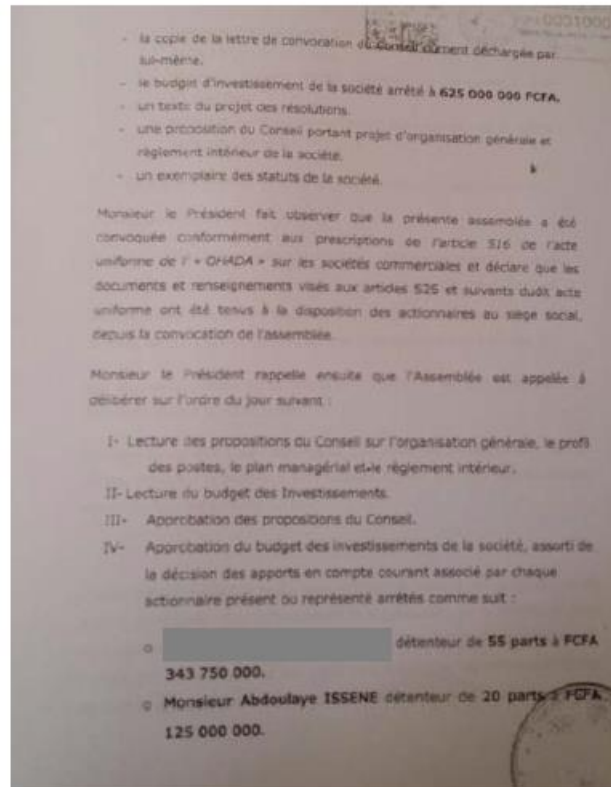 0031000
- la copie de la lettre de convocation du Conseil dûment déchargée par
lui-même.
- le budget d'investissement de la société arrêté à 625 000 000 FCFA.
- un texte du projet des résolutions.
- une proposition du Conseil portant projet d'organisation générale et
règlement intérieur de la société.
- un exemplaire des statuts de la société.
Monsieur le Président fait observer que la présente assemblée a été
convoquée conformément aux prescriptions de l'article 516 de l'acte
uniforme de l' « OHADA » sur les sociétés commerciales et déclare que les
documents et renseignements visés aux articles 525 et suivants dudit acte
uniforme ont été tenus à la disposition des actionnaires au siège social,
depuis la convocation de l'assemblée.
Monsieur le Président rappelle ensuite que l'Assemblée est appelée à
délibérer sur l'ordre du jour suivant :
I- Lecture des propositions du Conseil sur l'organisation générale, le profil
des postes, le plan managérial et le règlement intérieur.
II- Lecture du budget des Investissements.
III- Approbation des propositions du Conseil.
IV- Approbation du budget des investissements de la société, assorti de
la décision des apports en compte courant associé par chaque
actionnaire présent ou représenté arrêtés comme suit :
o détenteur de 55 parts à FCFA
343 750 000.
o Monsieur Abdoulaye ISSENE détenteur de 20 parts à FCFA
125 000 000.